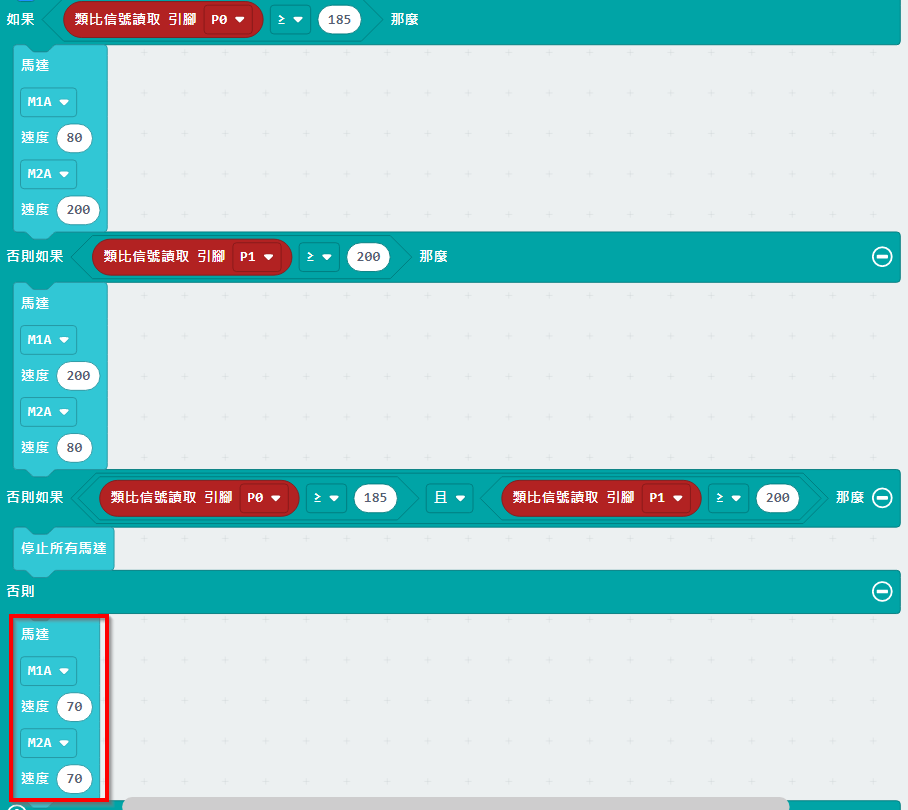 如果 類比信號讀取 引腳 P0 ≥ 185 那麼
馬達
M1A
速度 80
M2A
速度 200
否則如果 類比信號讀取 引腳 P1 ≥ 200 那麼
馬達
M1A
速度 200
M2A
速度 80
否則如果 類比信號讀取 引腳 P0 ≥ 185 且 類比信號讀取 引腳 P1 ≥ 200 那麼
停止所有馬達
否則
馬達
M1A
速度 70
M2A
速度 70